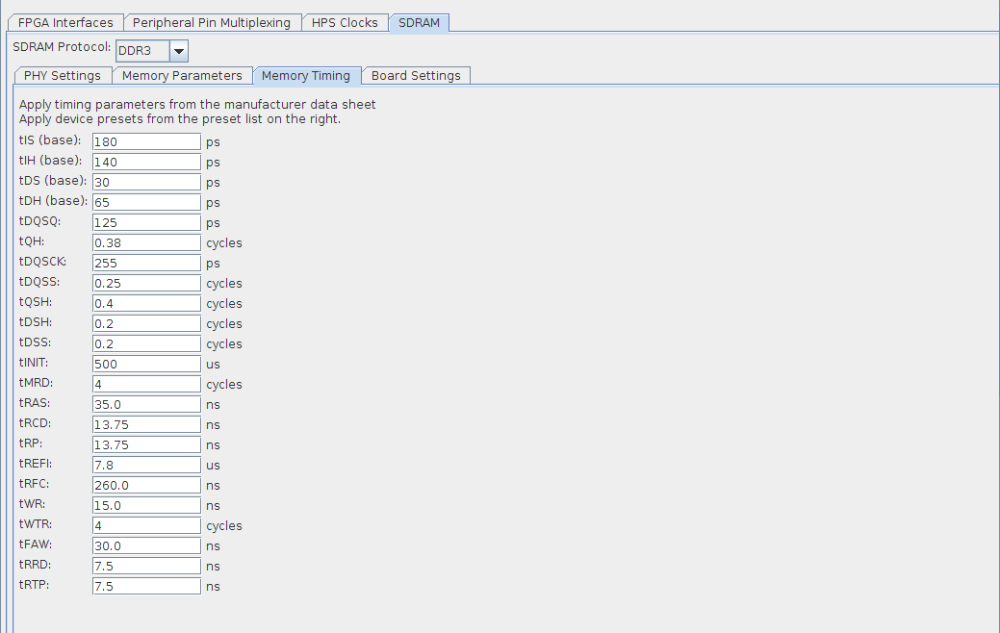 FPGA Interfaces Peripheral Pin Multiplexing HPS Clocks SDRAM
SDRAM Protocol: DDR3
PHY Settings Memory Parameters Memory Timing Board Settings
Apply timing parameters from the manufacturer data sheet
Apply device presets from the preset list on the right.
tIS (base): 180 ps
tIH (base): 140 ps
tDS (base): 30 ps
tDH (base): 65 ps
tDQSQ: 125 ps
tQH: 0.38 cycles
tDQSCK: 255 ps
tDQSS: 0.25 cycles
tQSH: 0.4 cycles
tDSH: 0.2 cycles
tDSS: 0.2 cycles
tINIT: 500 us
tMRD: 4 cycles
tRAS: 35.0 ns
tRCD: 13.75 ns
tRP: 13.75 ns
tREFI: 7.8 us
tRFC: 260.0 ns
tWR: 15.0 ns
tWTR: 4 cycles
tFAW: 30.0 ns
tRRD: 7.5 ns
tRTP: 7.5 ns